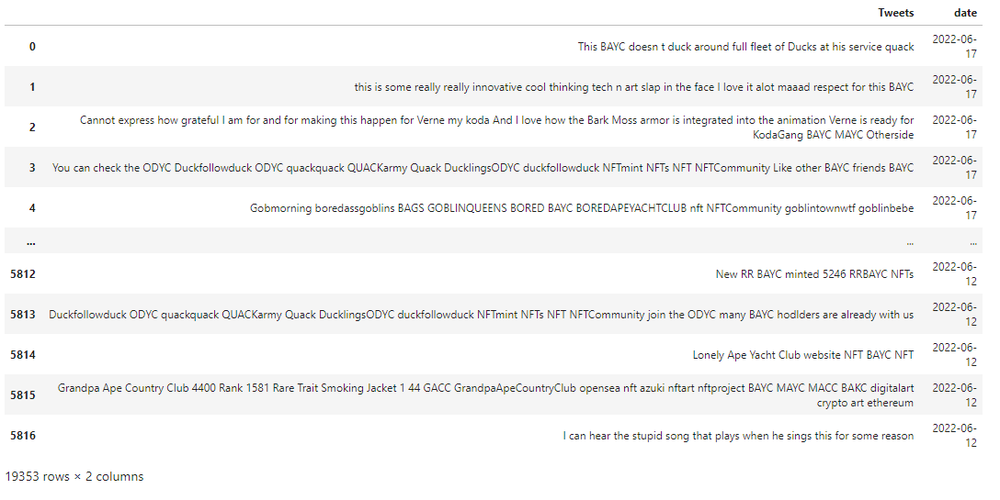 Tweets date
0 This BAYC doesn t duck around full fleet of Ducks at his service quack 2022-06-
17
1 this is some really really innovative cool thinking tech n art slap in the face I love it alot maaad respect for this BAYC 2022-06-
17
2 Cannot express how grateful I am for and for making this happen for Verne my koda And I love how the Bark Moss armor is integrated into the animation Verne is ready for 2022-06-
KodaGang BAYC MAYC Otherside 17
3 You can check the ODYC Duckfollowduck ODYC quackquack QUACKarmy Quack DucklingsODYC duckfollowduck NFTmint NFTs NFT NFTCommunity Like other BAYC friends BAYC 2022-06-
17
4 Gobmorning boredassgoblins BAGS GOBLINQUEENS BORED BAYC BOREDAPEYACHTCLUB nft NFTCommunity goblintownwtf goblinbebe 2022-06-
17
... ... ...
5812 New RR BAYC minted 5246 RRBAYC NFTs 2022-06-
12
5813 Duckfollowduck ODYC quackquack QUACKarmy Quack DucklingsODYC duckfollowduck NFTmint NFTs NFT NFTCommunity join the ODYC many BAYC hodlders are already with us 2022-06-
12
5814 Lonely Ape Yacht Club website NFT BAYC NFT 2022-06-
12
5815 Grandpa Ape Country Club 4400 Rank 1581 Rare Trait Smoking Jacket 1 44 GACC GrandpaApeCountryClub opensea nft azuki nftart nftproject BAYC MAYC MACC BAKC digitalart 2022-06-
crypto art ethereum 12
5816 I can hear the stupid song that plays when he sings this for some reason 2022-06-
12
19353 rows × 2 columns